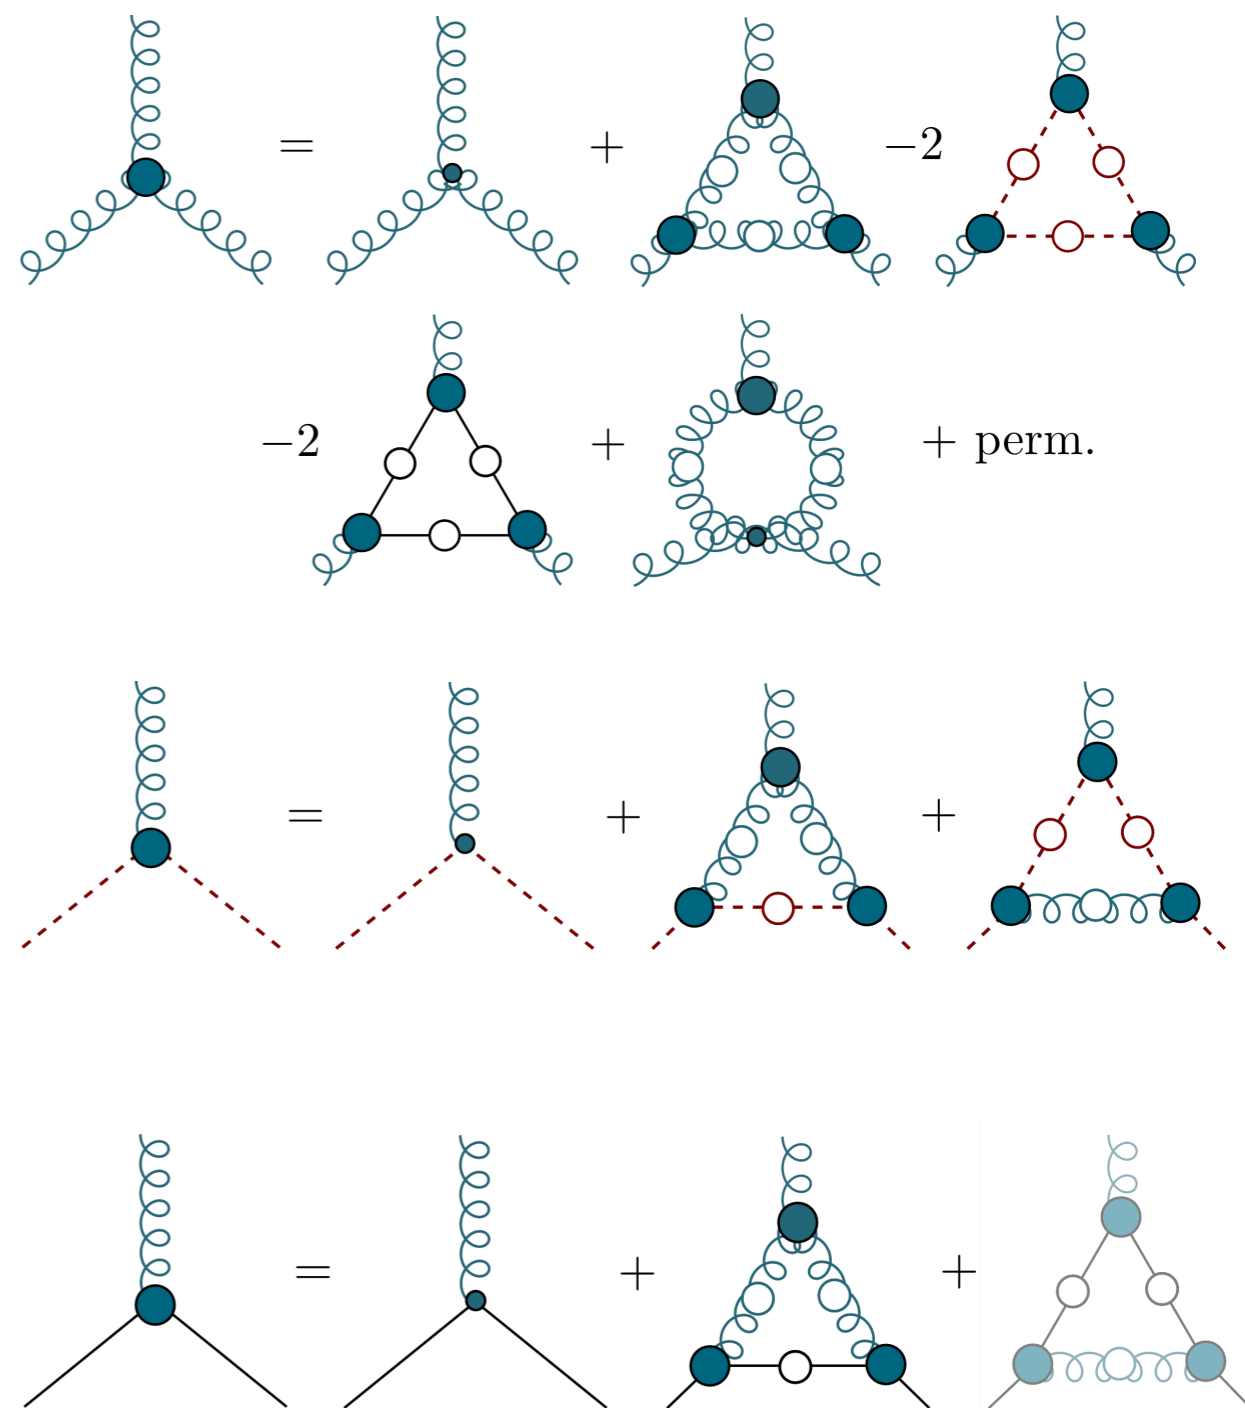 = + −2
−2 + + perm.
= + +
= + +